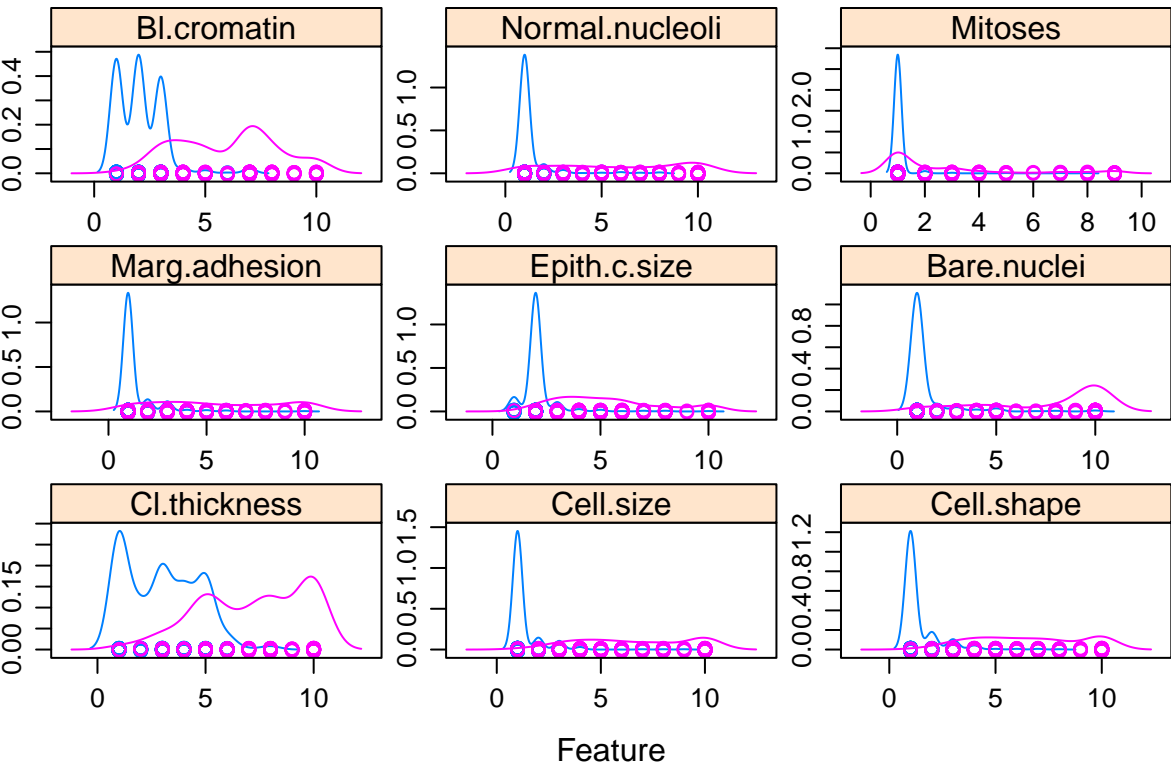 Bl.cromatin Normal.nucleoli Mitoses
0.0 0.2 0.4 0.0 0.5 1.0 0.0 1.0 2.0
0 5 10 0 5 10 0 2 4 6 8 10
Marg.adhesion Epith.c.size Bare.nuclei
0.0 0.5 1.0 0.0 0.5 1.0 0.0 0.4 0.8
0 5 10 0 5 10 0 5 10
Cl.thickness Cell.size Cell.shape
0.00 0.15 0.0 0.5 1.0 1.5 0.0 0.4 0.8 1.2
0 5 10 0 5 10 0 5 10
Feature